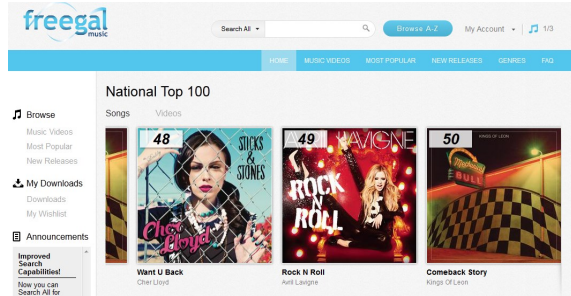 freegal
music
Search All
Browse A-Z
My Account
1/3
HOME
MUSIC VIDEOS
MOST POPULAR
NEW RELEASES
GENRES
FAQ
National Top 100
Songs
Videos
Browse
Music Videos
Most Popular
New Releases
My Downloads
Downloads
My Wishlist
Announcements
Improved
Search
Capabilities!
Now you can
Search All for
48
STICKS
&
STONES
Cher
Lloyd
Want U Back
Cher Lloyd
49
AVRIL LAVIGNE
ROCK
N
ROLL
Rock N Roll
Avril Lavigne
50
KINGS OF LEON
Mechanical
BULL
Comeback Story
Kings Of Leon